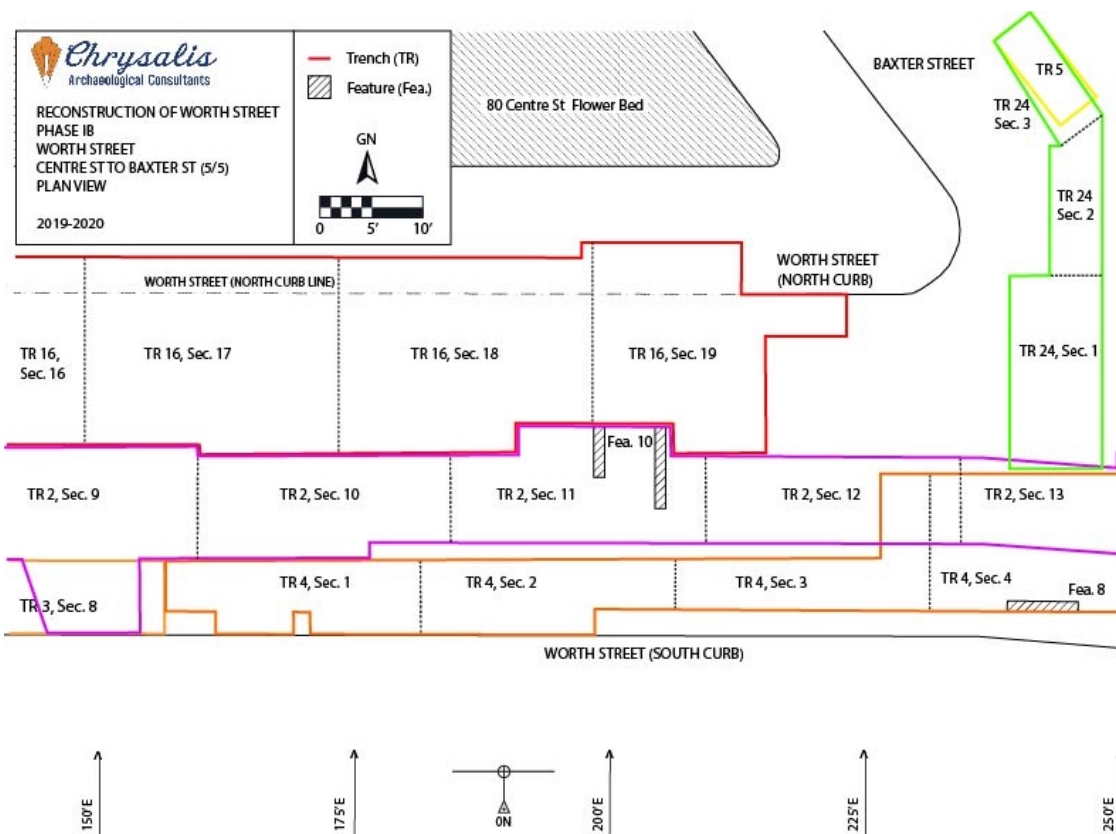 Chrysalis
Archaeological Consultants
RECONSTRUCTION OF WORTH STREET
PHASE IB
WORTH STREET
CENTRE ST TO BAXTER ST (5/5)
PLAN VIEW
2019-2020
Trench (TR)
Feature (Fea.)
GN
0 5' 10'
80 Centre St Flower Bed
BAXTER STREET
TR 5
TR 24
Sec. 3
TR 24
Sec. 2
WORTH STREET
(NORTH CURB)
WORTH STREET (NORTH CURB LINE)
TR 16,
Sec. 16
TR 16, Sec. 17
TR 16, Sec. 18
TR 16, Sec. 19
TR 24, Sec. 1
Fea. 10
TR 2, Sec. 9
TR 2, Sec. 10
TR 2, Sec. 11
TR 2, Sec. 12
TR 2, Sec. 13
TR 3, Sec. 8
TR 4, Sec. 1
TR 4, Sec. 2
TR 4, Sec. 3
TR 4, Sec. 4
Fea. 8
WORTH STREET (SOUTH CURB)
150'E
175'E
0N
200'E
225'E
250'E